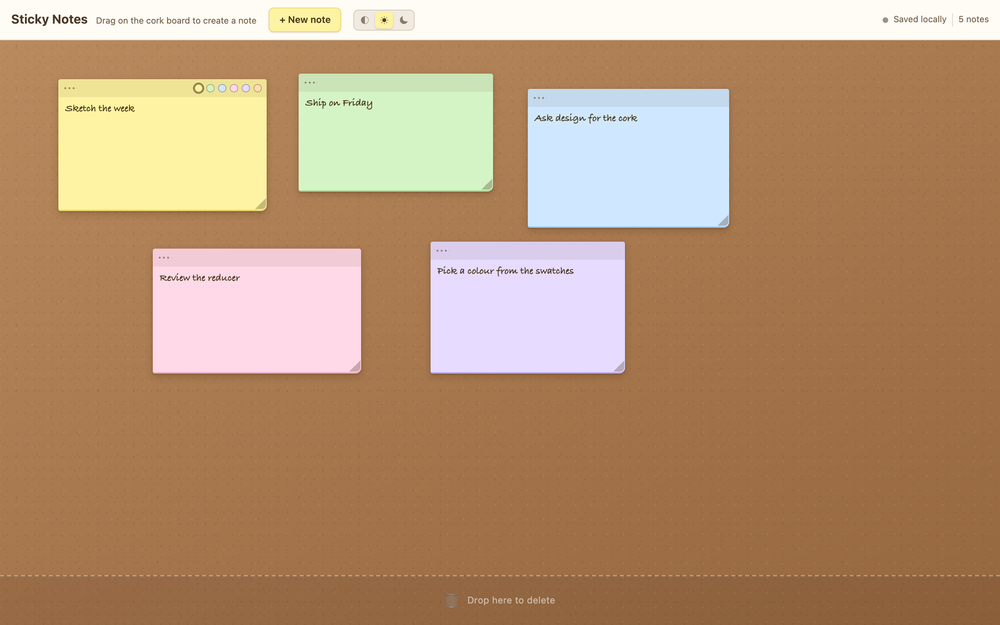 Sticky Notes Drag on the cork board to create a note + New note Saved locally 5 notes
Sketch the week
Ship on Friday
Ask design for the cork
Review the reducer
Pick a colour from the swatches
Drop here to delete